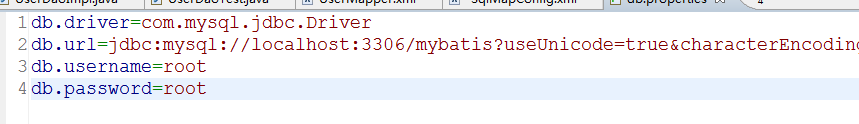 UserDaoImpl.java UserDaoTest.java UserMapper.xml SqlMapConfig.xml db.properties
1 db.driver=com.mysql.jdbc.Driver
2 db.url=jdbc:mysql://localhost:3306/mybatis?useUnicode=true&characterEncoding
3 db.username=root
4 db.password=root